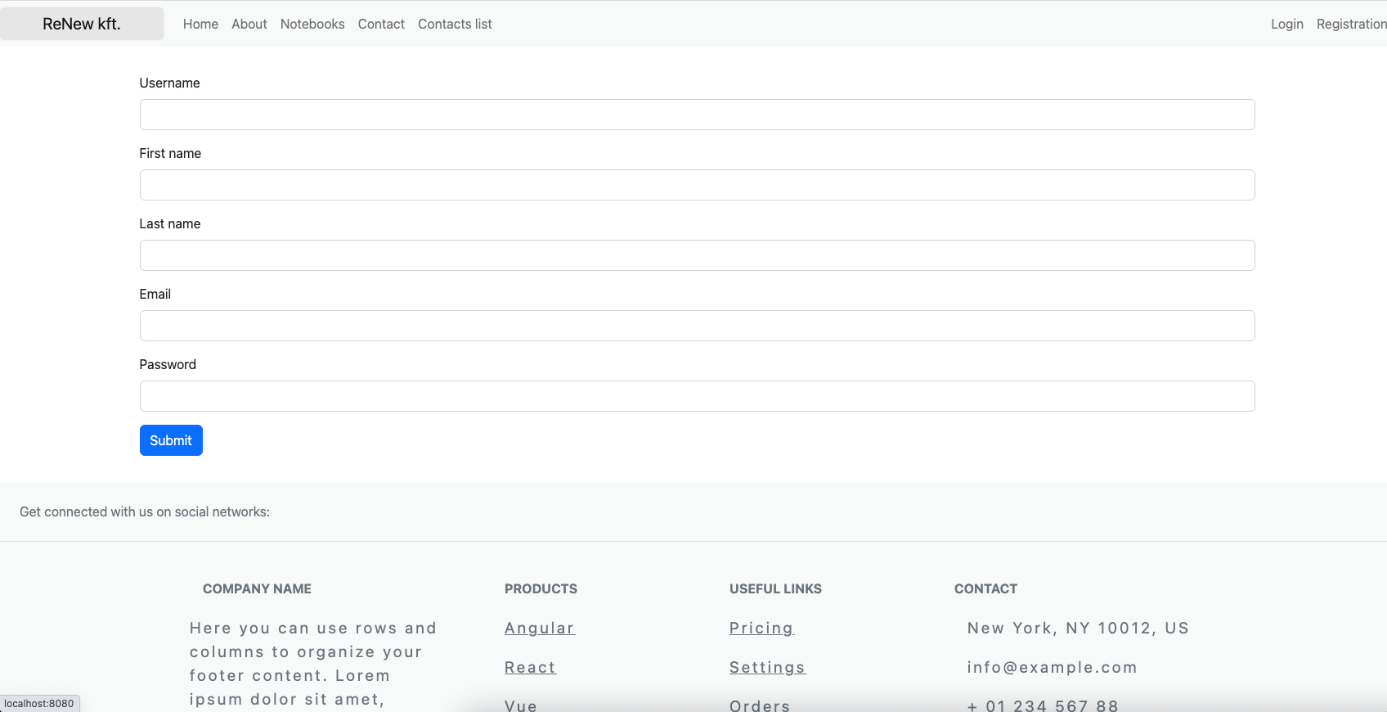 ReNew kft. Home About Notebooks Contact Contacts list Login Registration
Username
First name
Last name
Email
Password
Submit
Get connected with us on social networks:
COMPANY NAME
Here you can use rows and
columns to organize your
footer content. Lorem
ipsum dolor sit amet,
PRODUCTS
Angular
React
Vue
USEFUL LINKS
Pricing
Settings
Orders
CONTACT
New York, NY 10012, US
info@example.com
+ 01 234 567 88
localhost:8080